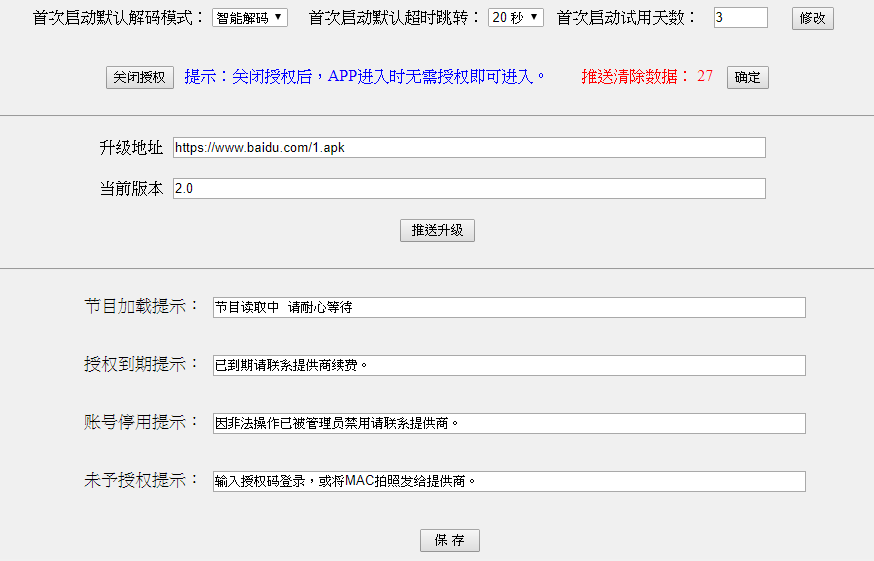 首次启动默认解码模式： 智能解码 首次启动默认超时跳转： 20 秒 首次启动试用天数： 3 修改
关闭授权 提示：关闭授权后，APP进入时无需授权即可进入。 推送清除数据： 27 确定
升级地址 https://www.baidu.com/1.apk
当前版本 2.0
推送升级
节目加载提示： 节目读取中 请耐心等待
授权到期提示： 已到期请联系提供商续费。
账号停用提示： 因非法操作已被管理员禁用请联系提供商。
未予授权提示： 输入授权码登录，或将MAC拍照发给提供商。
保 存